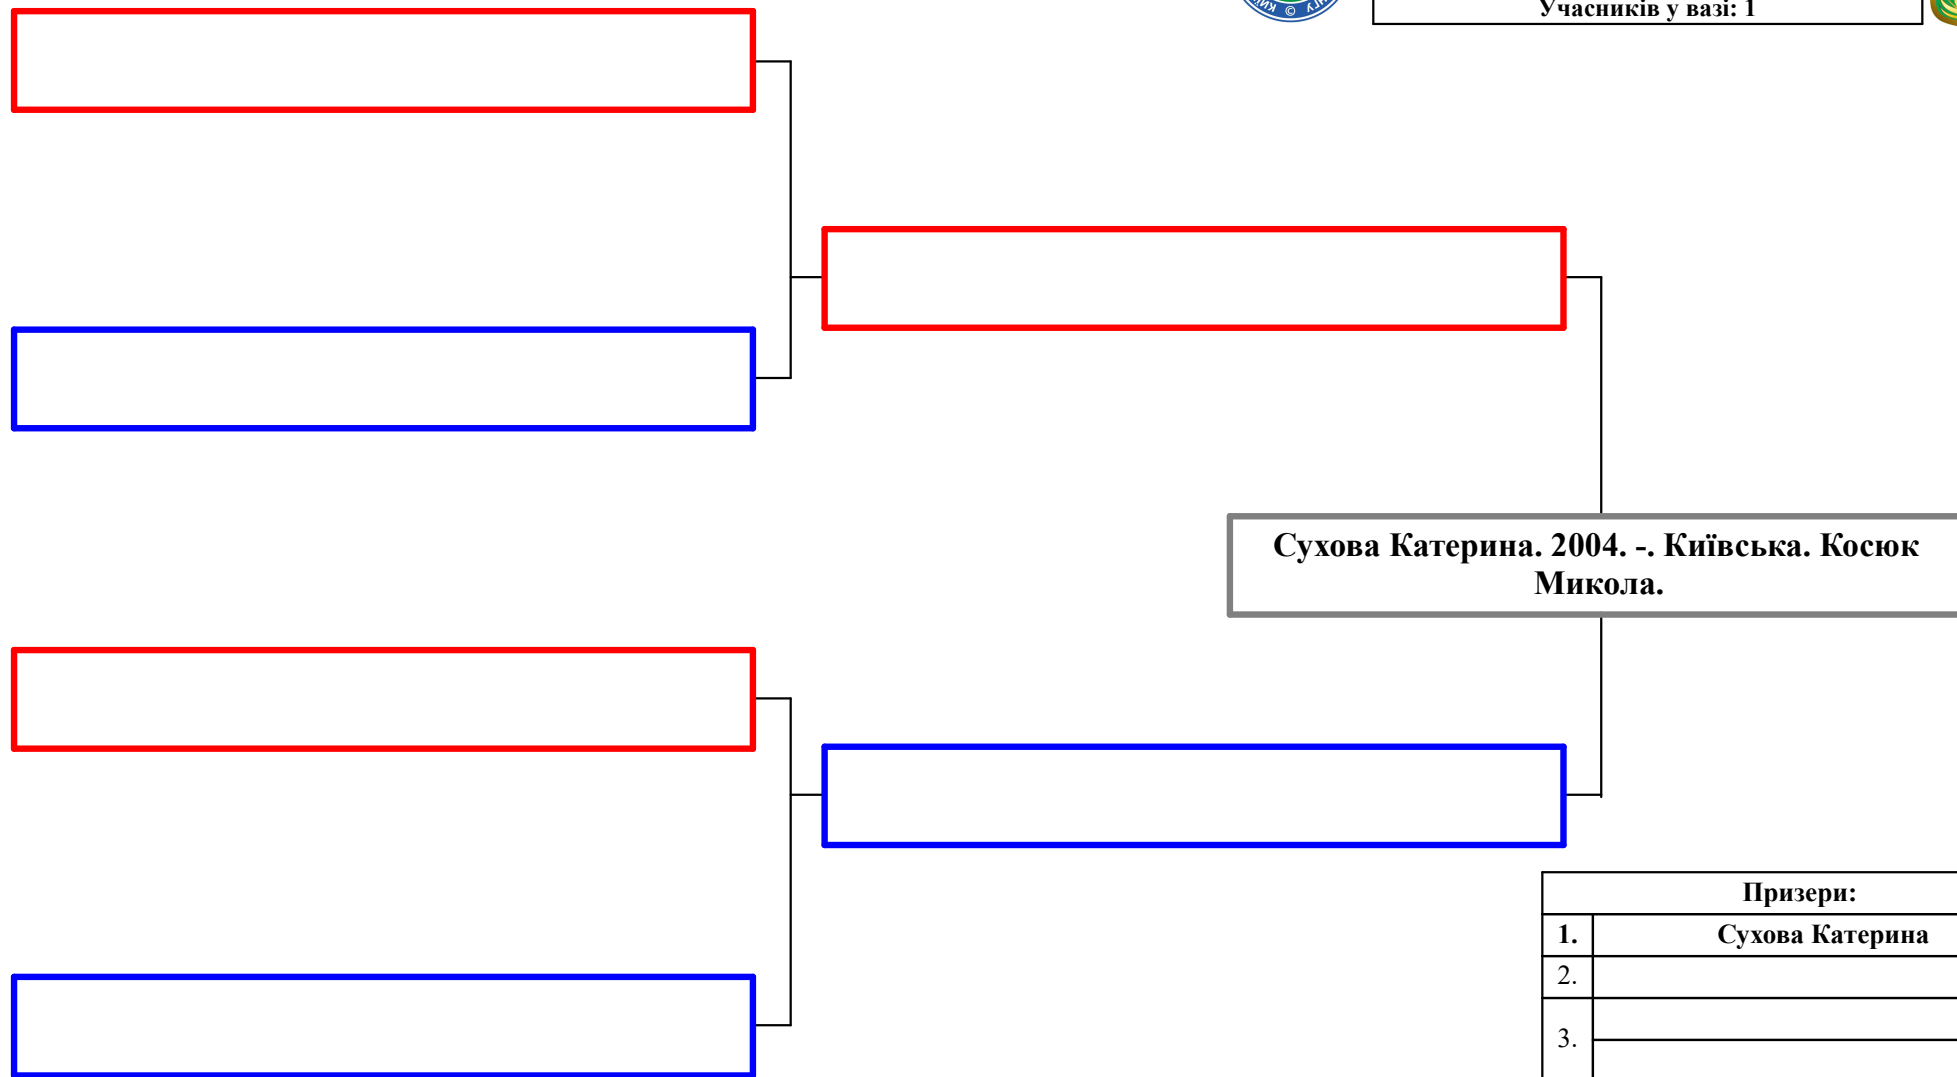 Учасників у вазі: 1
Сухова Катерина. 2004. -. Київська. Косюк
Микола.
Призери:
1. Сухова Катерина
2.
3.